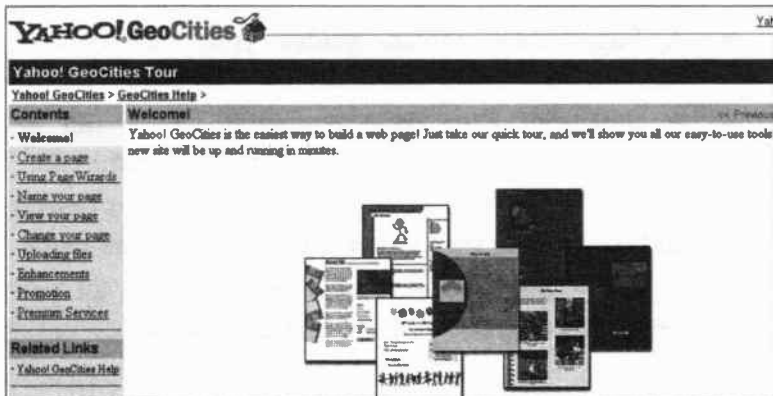 YAHOO! GeoCities
Yahoo! GeoCities Tour
Yahoo! GeoCities > GeoCities Help >
Contents
· Welcome!
· Create a page
· Using PageWizards
· Name your page
· View your page
· Change your page
· Uploading files
· Enhancements
· Promotion
· Premium Services
Related Links
· Yahoo! GeoCities Help
Welcome!
<< Previous
Yahoo! GeoCities is the easiest way to build a web page! Just take our quick tour, and we'll show you all our easy-to-use tools
new site will be up and running in minutes.